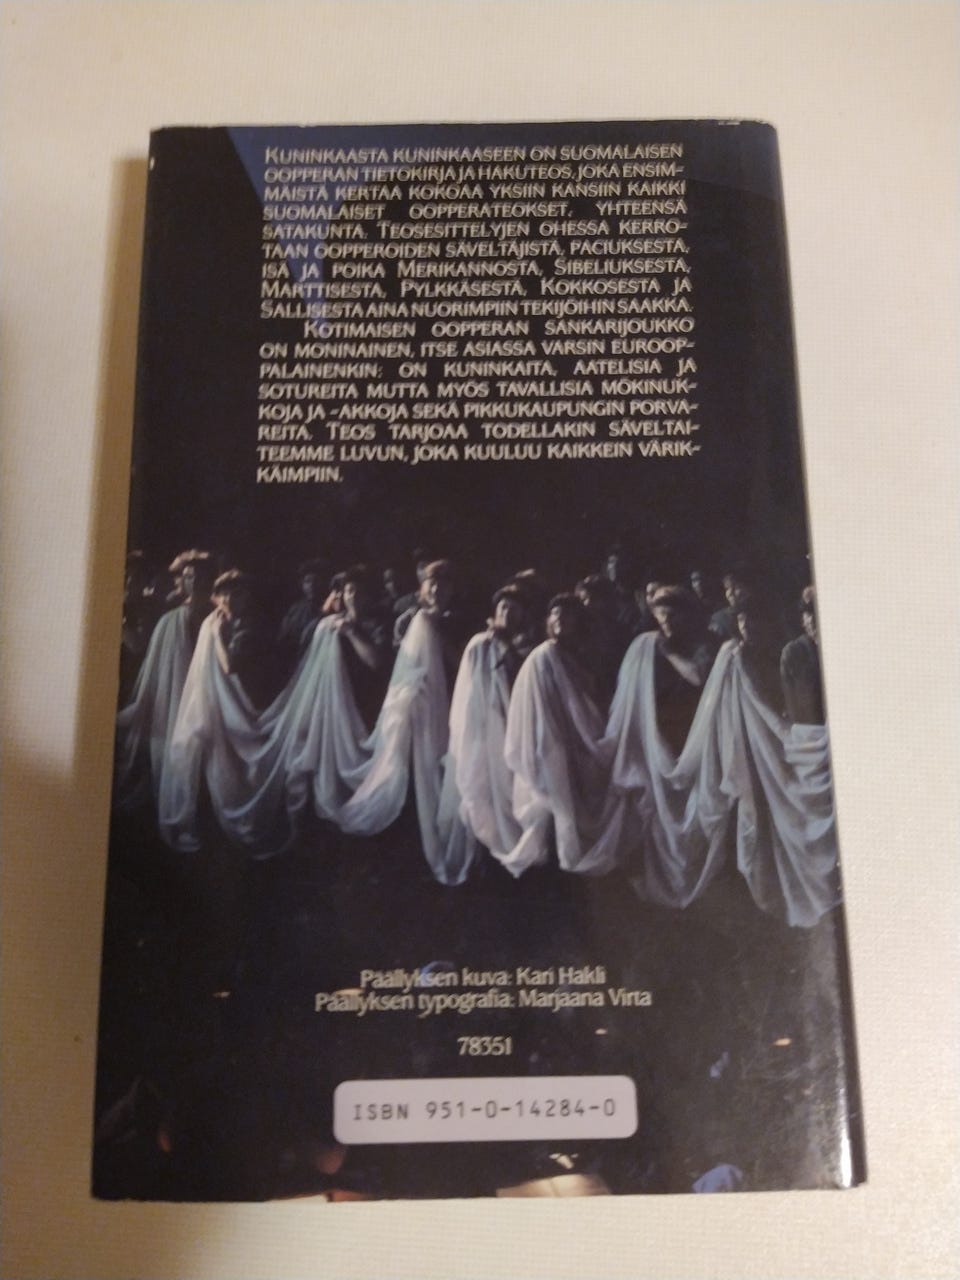 KUNINKAASTA KUNINKAASEEN ON SUOMALAISEN
OOPPERAN TIETOKIRJA JA HAKUTEOS, JOKA ENSIM-
MÄISTÄ KERTAA KOKOAA YKSIIN KANSIIN KAIKKI
SUOMALAISET OOPPERATEOKSET, YHTEENSÄ
SATAKUNTA. TEOSESITTELYJEN OHESSA KERRO-
TAAN OOPPEROIDEN SÄVELTÄJISTÄ, PACIUKSESTA,
ISÄ JA POIKA MERIKANNOSTA, SIBELIUKSESTA,
MARTTISESTA, PYLKKÄSESTÄ, KOKKOSESTA JA
SALLISESTA AINA NUORIMPIIN TEKIJÖIHIN SAAKKA.
KOTIMAISEN OOPPERAN SANKARIJOUKKO
ON MONINAINEN, ITSE ASIASSA VARSIN EUROOP-
PALAINENKIN: ON KUNINKAITA, AATELISIA JA
SOTUREITA MUTTA MYÖS TAVALLISIA MÖKINUK-
KOJA JA -AKKOJA SEKÄ PIKKUKAUPUNGIN PORVA-
REITA. TEOS TARJOAA TODELLAKIN SÄVELTAI-
TEEMME LUVUN, JOKA KUULUU KAIKKEIN VÄRIK-
KÄIMPIIN.
Päällyksen kuva: Kari Hakli
Päällyksen typografia: Marjaana Virta
78351
ISBN 951-0-14284-0